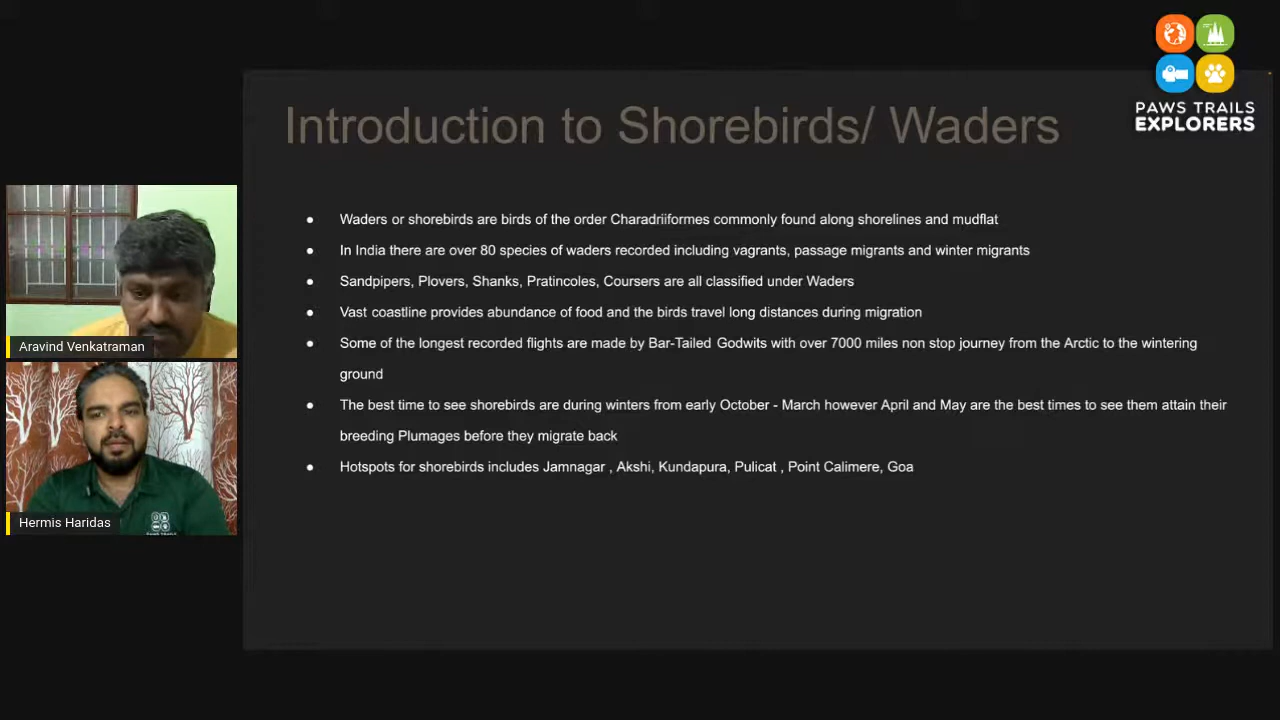 PAWS TRAILS
EXPLORERS
Introduction to Shorebirds/ Waders
● Waders or shorebirds are birds of the order Charadriiformes commonly found along shorelines and mudflat
● In India there are over 80 species of waders recorded including vagrants, passage migrants and winter migrants
● Sandpipers, Plovers, Shanks, Pratincoles, Coursers are all classified under Waders
● Vast coastline provides abundance of food and the birds travel long distances during migration
● Some of the longest recorded flights are made by Bar-Tailed Godwits with over 7000 miles non stop journey from the Arctic to the wintering
ground
● The best time to see shorebirds are during winters from early October - March however April and May are the best times to see them attain their
breeding Plumages before they migrate back
● Hotspots for shorebirds includes Jamnagar , Akshi, Kundapura, Pulicat , Point Calimere, Goa
Aravind Venkatraman
Hermis Haridas
PAWS TRAILS